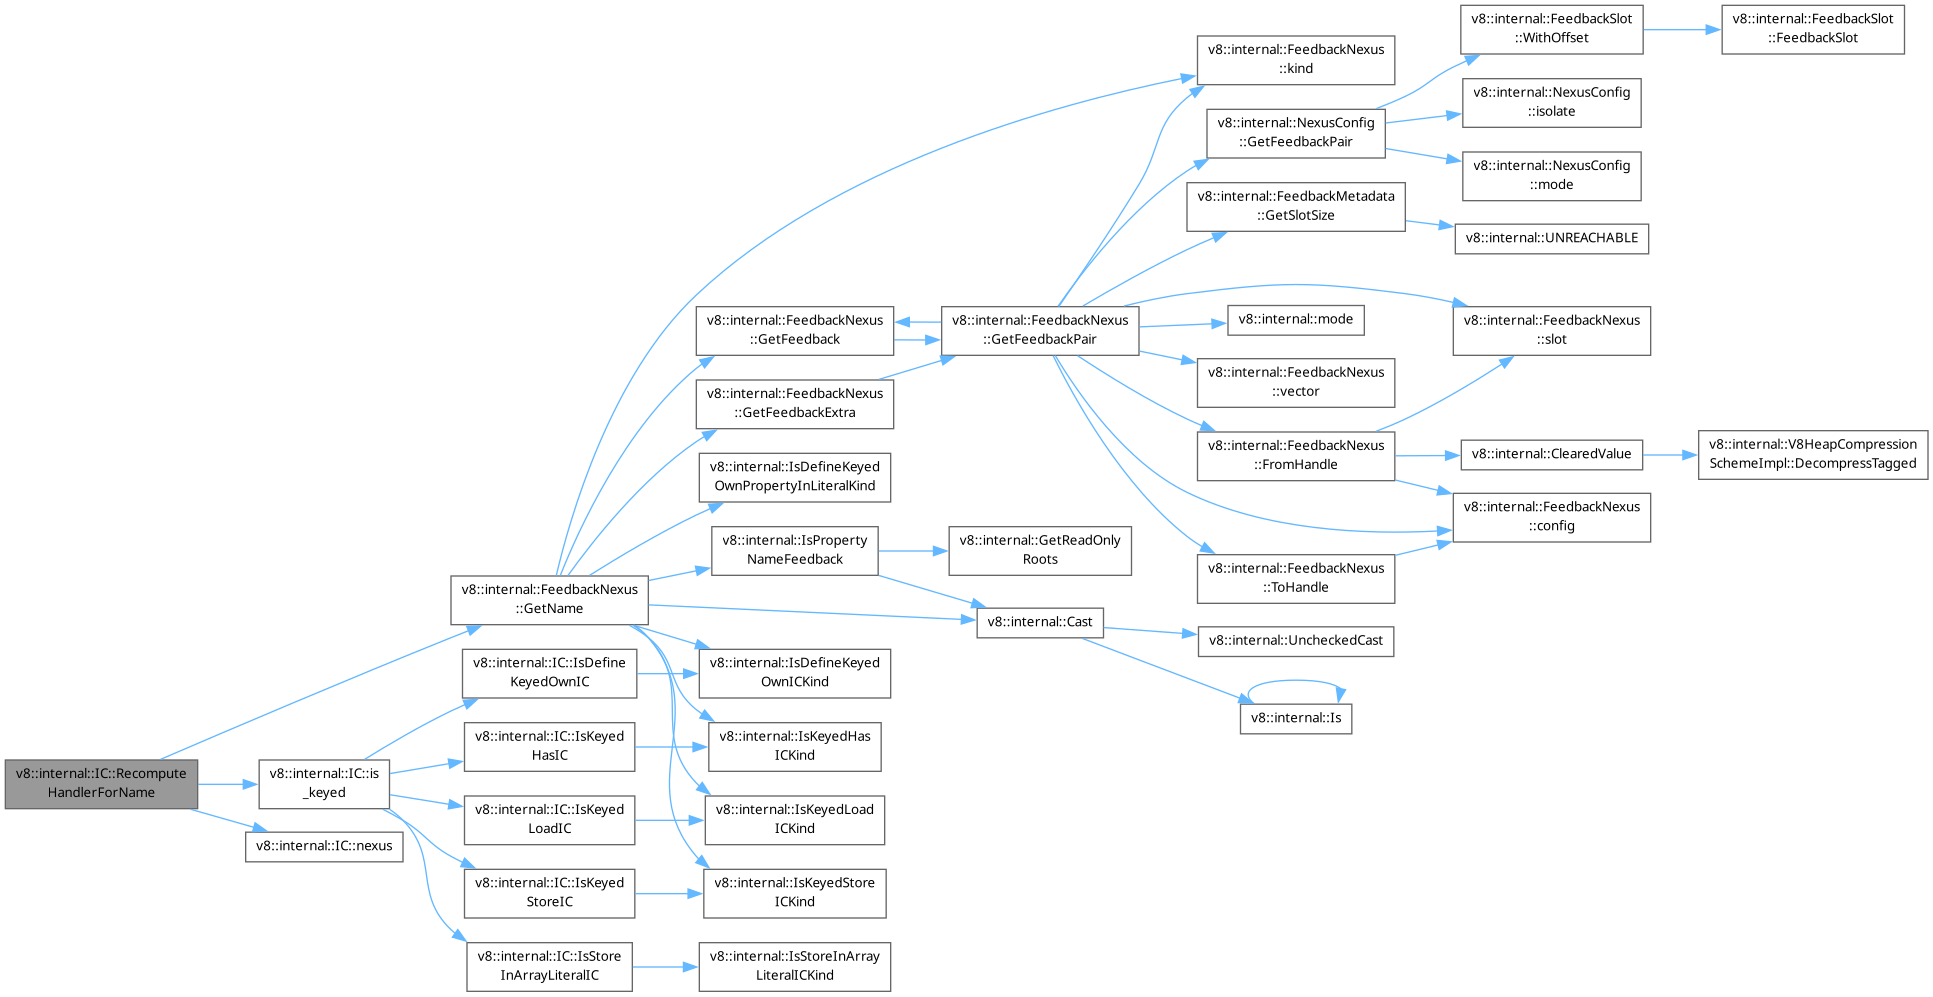 v8::internal::IC::Recompute
HandlerForName
v8::internal::IC::is
_keyed
v8::internal::IC::nexus
v8::internal::FeedbackNexus
::GetName
v8::internal::IC::IsDefine
KeyedOwnIC
v8::internal::IC::IsKeyed
HasIC
v8::internal::IC::IsKeyed
LoadIC
v8::internal::IC::IsKeyed
StoreIC
v8::internal::IC::IsStore
InArrayLiteralIC
v8::internal::FeedbackNexus
::GetFeedback
v8::internal::FeedbackNexus
::GetFeedbackExtra
v8::internal::IsDefineKeyed
OwnPropertyInLiteralKind
v8::internal::IsProperty
NameFeedback
v8::internal::IsDefineKeyed
OwnICKind
v8::internal::IsKeyedHas
ICKind
v8::internal::IsKeyedLoad
ICKind
v8::internal::IsKeyedStore
ICKind
v8::internal::IsStoreInArray
LiteralICKind
v8::internal::FeedbackNexus
::GetFeedbackPair
v8::internal::GetReadOnly
Roots
v8::internal::Cast
v8::internal::FeedbackNexus
::kind
v8::internal::NexusConfig
::GetFeedbackPair
v8::internal::FeedbackMetadata
::GetSlotSize
v8::internal::mode
v8::internal::FeedbackNexus
::vector
v8::internal::FeedbackNexus
::FromHandle
v8::internal::FeedbackNexus
::ToHandle
v8::internal::UncheckedCast
v8::internal::Is
v8::internal::FeedbackSlot
::WithOffset
v8::internal::NexusConfig
::isolate
v8::internal::NexusConfig
::mode
v8::internal::UNREACHABLE
v8::internal::FeedbackNexus
::slot
v8::internal::ClearedValue
v8::internal::FeedbackNexus
::config
v8::internal::FeedbackSlot
::FeedbackSlot
v8::internal::V8HeapCompression
SchemeImpl::DecompressTagged